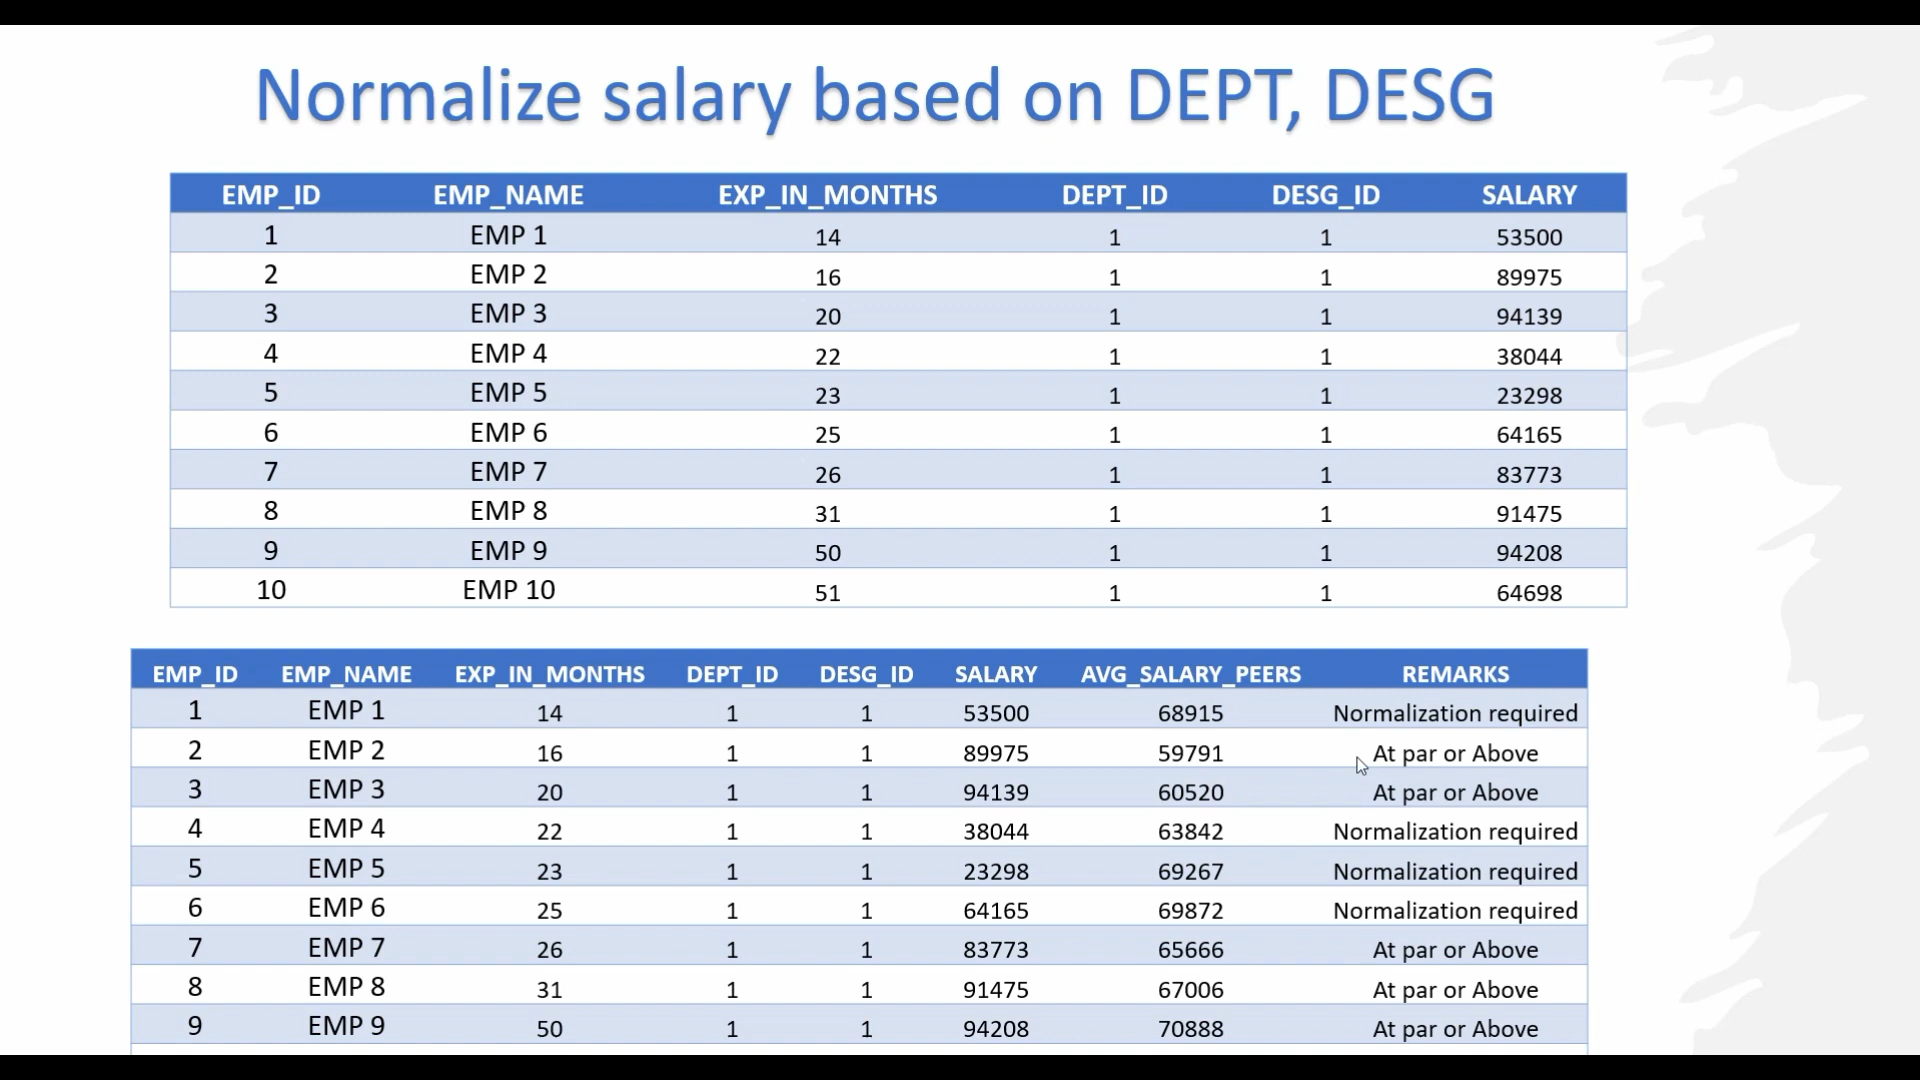 Normalize salary based on DEPT, DESG
EMP_ID EMP_NAME EXP_IN_MONTHS DEPT_ID DESG_ID SALARY
1 EMP 1 14 1 1 53500
2 EMP 2 16 1 1 89975
3 EMP 3 20 1 1 94139
4 EMP 4 22 1 1 38044
5 EMP 5 23 1 1 23298
6 EMP 6 25 1 1 64165
7 EMP 7 26 1 1 83773
8 EMP 8 31 1 1 91475
9 EMP 9 50 1 1 94208
10 EMP 10 51 1 1 64698
EMP_ID EMP_NAME EXP_IN_MONTHS DEPT_ID DESG_ID SALARY AVG_SALARY_PEERS REMARKS
1 EMP 1 14 1 1 53500 68915 Normalization required
2 EMP 2 16 1 1 89975 59791 At par or Above
3 EMP 3 20 1 1 94139 60520 At par or Above
4 EMP 4 22 1 1 38044 63842 Normalization required
5 EMP 5 23 1 1 23298 69267 Normalization required
6 EMP 6 25 1 1 64165 69872 Normalization required
7 EMP 7 26 1 1 83773 65666 At par or Above
8 EMP 8 31 1 1 91475 67006 At par or Above
9 EMP 9 50 1 1 94208 70888 At par or Above